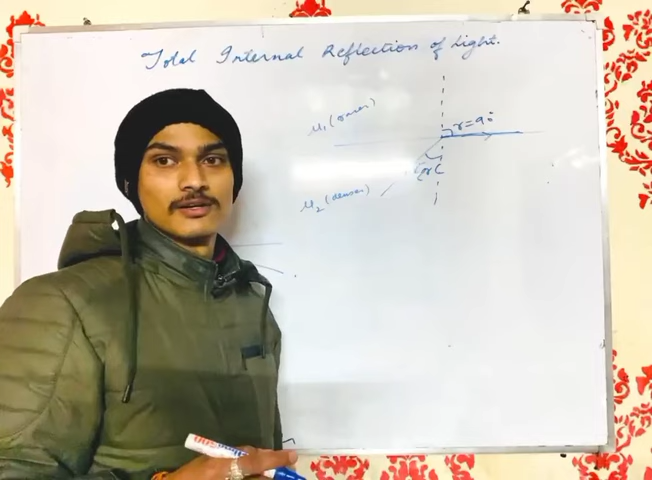 Total Internal Reflection of Light.
μ₁ (rarer)
r=90°
μ₂ (denser)